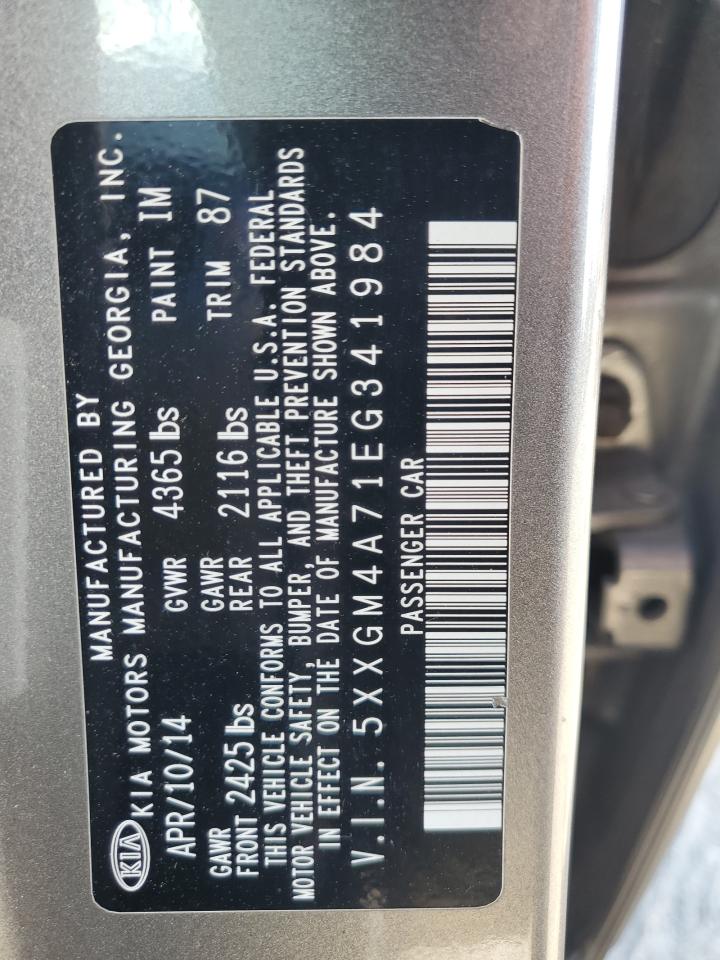 MANUFACTURED BY
KIA KIA MOTORS MANUFACTURING GEORGIA, INC.
APR/10/14 GVWR 4365 lbs PAINT IM
GAWR GAWR
FRONT 2425 lbs REAR 2116 lbs TRIM 87
THIS VEHICLE CONFORMS TO ALL APPLICABLE U.S.A. FEDERAL
MOTOR VEHICLE SAFETY, BUMPER, AND THEFT PREVENTION STANDARDS
IN EFFECT ON THE DATE OF MANUFACTURE SHOWN ABOVE.
V.I.N. 5XXGM4A71EG341984
PASSENGER CAR